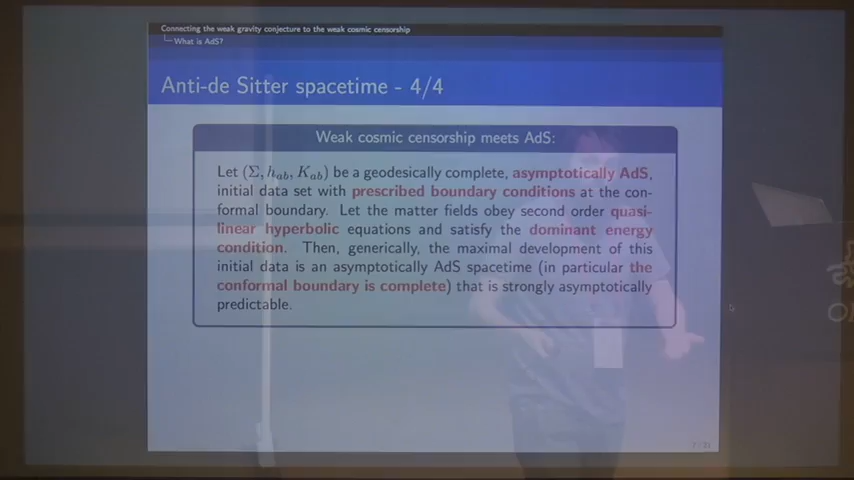 Connecting the weak gravity conjecture to the weak cosmic censorship
What is AdS?
Anti-de Sitter spacetime - 4/4
Weak cosmic censorship meets AdS:
Let (Σ, h_ab, K_ab) be a geodesically complete, asymptotically AdS,
initial data set with prescribed boundary conditions at the con-
formal boundary. Let the matter fields obey second order quasi-
linear hyperbolic equations and satisfy the dominant energy
condition. Then, generically, the maximal development of this
initial data is an asymptotically AdS spacetime (in particular the
conformal boundary is complete) that is strongly asymptotically
predictable.